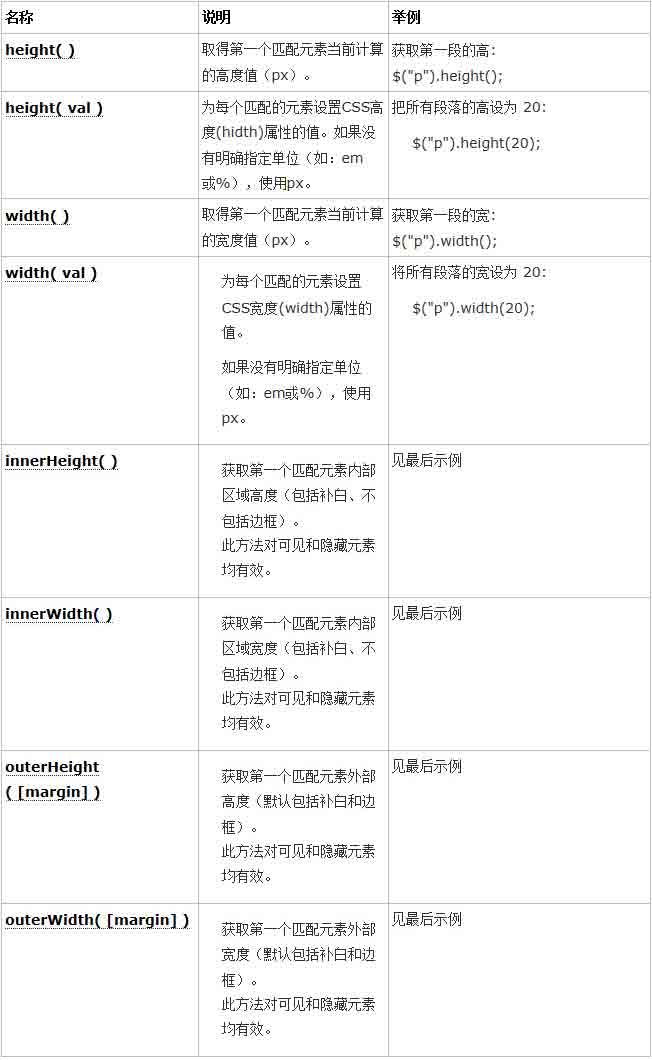 名称 说明 举例
height( ) 取得第一个匹配元素当前计算 获取第一段的高:
的高度值（px）。 $("p").height();
height( val ) 为每个匹配的元素设置CSS高 把所有段落的高设为 20:
度(hidth)属性的值。如果没 $("p").height(20);
有明确指定单位（如：em
或%），使用px。
width( ) 取得第一个匹配元素当前计算 获取第一段的宽:
的宽度值（px）。 $("p").width();
width( val ) 为每个匹配的元素设置 将所有段落的宽设为 20:
CSS宽度(width)属性的 $("p").width(20);
值。
如果没有明确指定单位
（如：em或%），使用
px。
innerHeight( ) 获取第一个匹配元素内部 见最后示例
区域高度（包括补白、不
包括边框）。
此方法对可见和隐藏元素
均有效。
innerWidth( ) 获取第一个匹配元素内部 见最后示例
区域宽度（包括补白、不
包括边框）。
此方法对可见和隐藏元素
均有效。
outerHeight 获取第一个匹配元素外部 见最后示例
( [margin] ) 高度（默认包括补白和边
框）。
此方法对可见和隐藏元素
均有效。
outerWidth( [margin] ) 获取第一个匹配元素外部 见最后示例
宽度（默认包括补白和边
框）。
此方法对可见和隐藏元素
均有效。